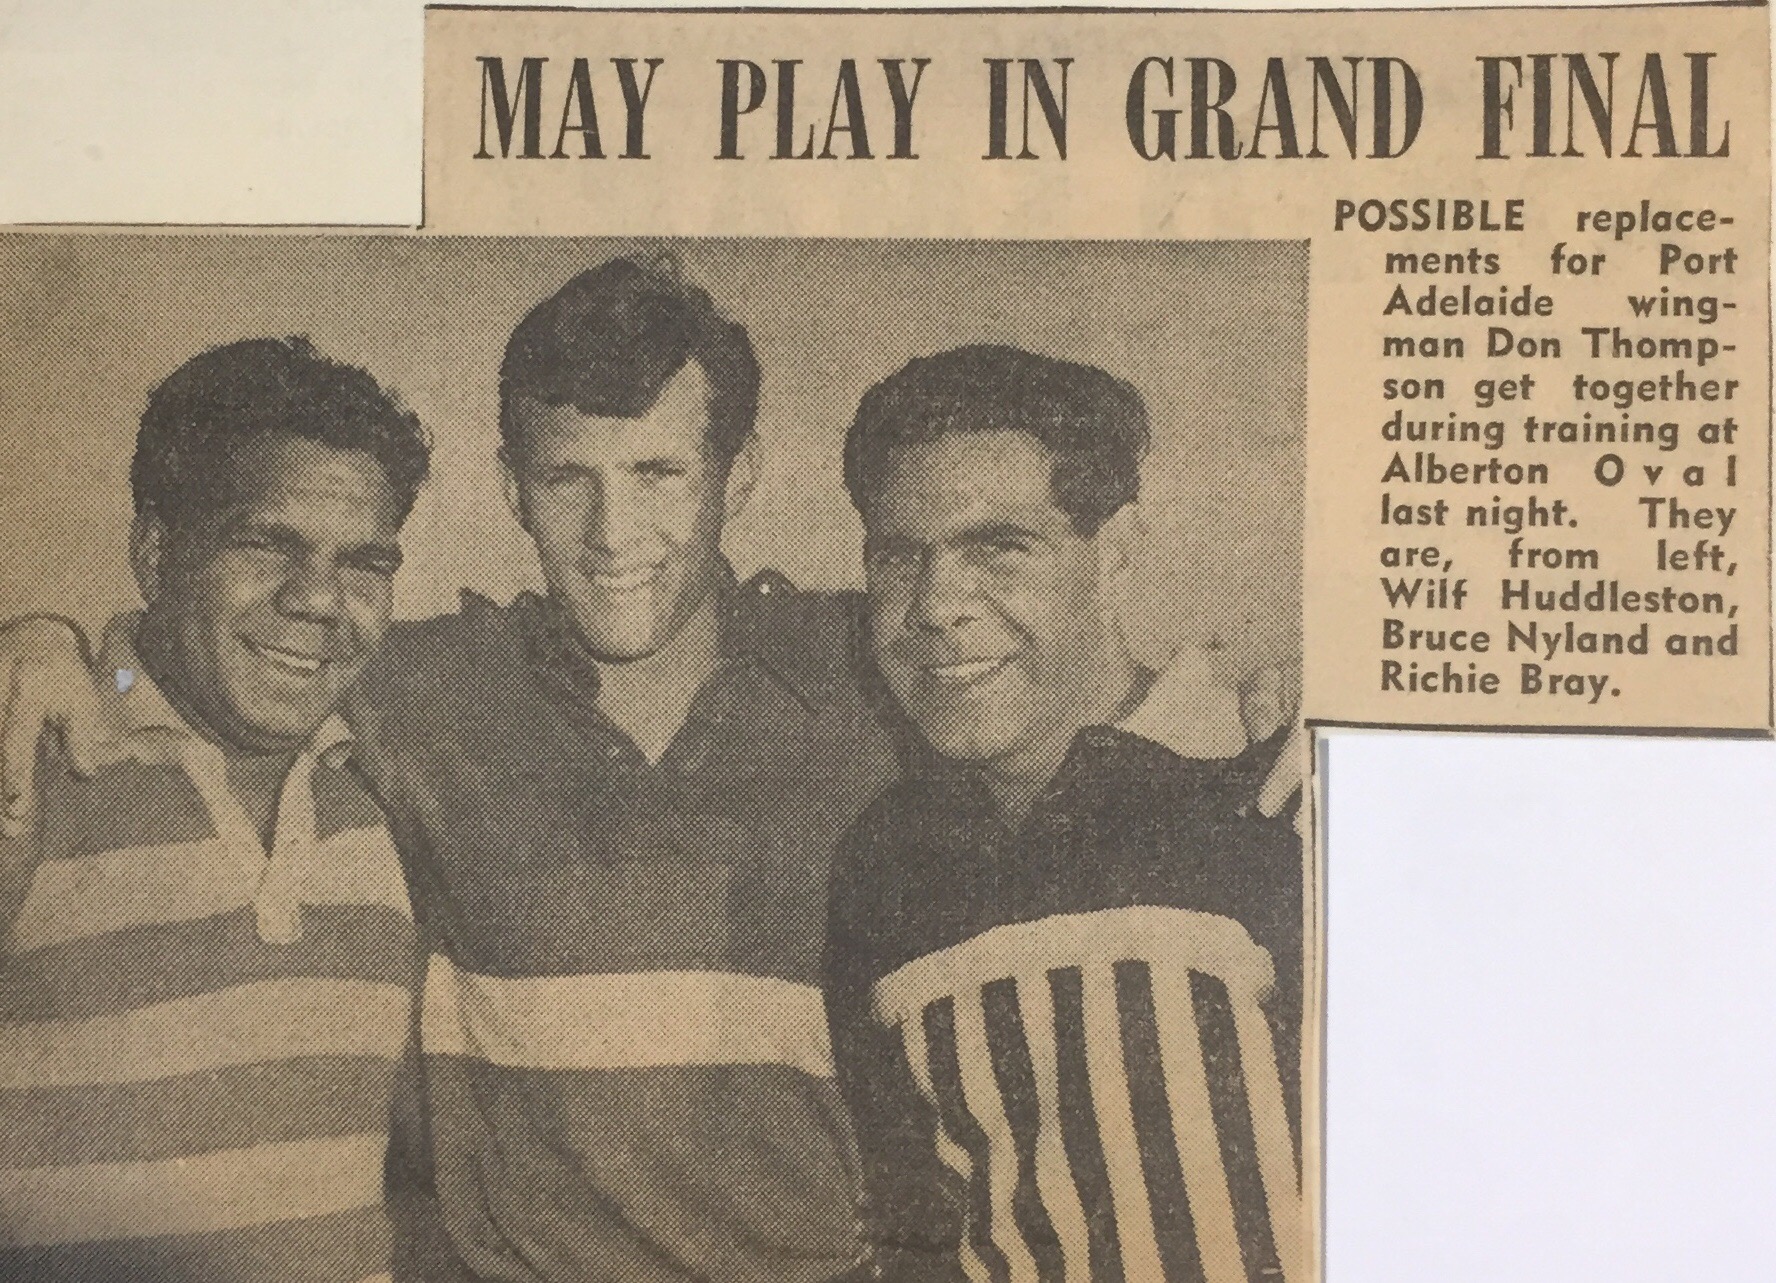 MAY PLAY IN GRAND FINAL
POSSIBLE replace-
ments for Port
Adelaide wing-
man Don Thomp-
son get together
during training at
Alberton Oval
last night. They
are, from left,
Wilf Huddleston,
Bruce Nyland and
Richie Bray.